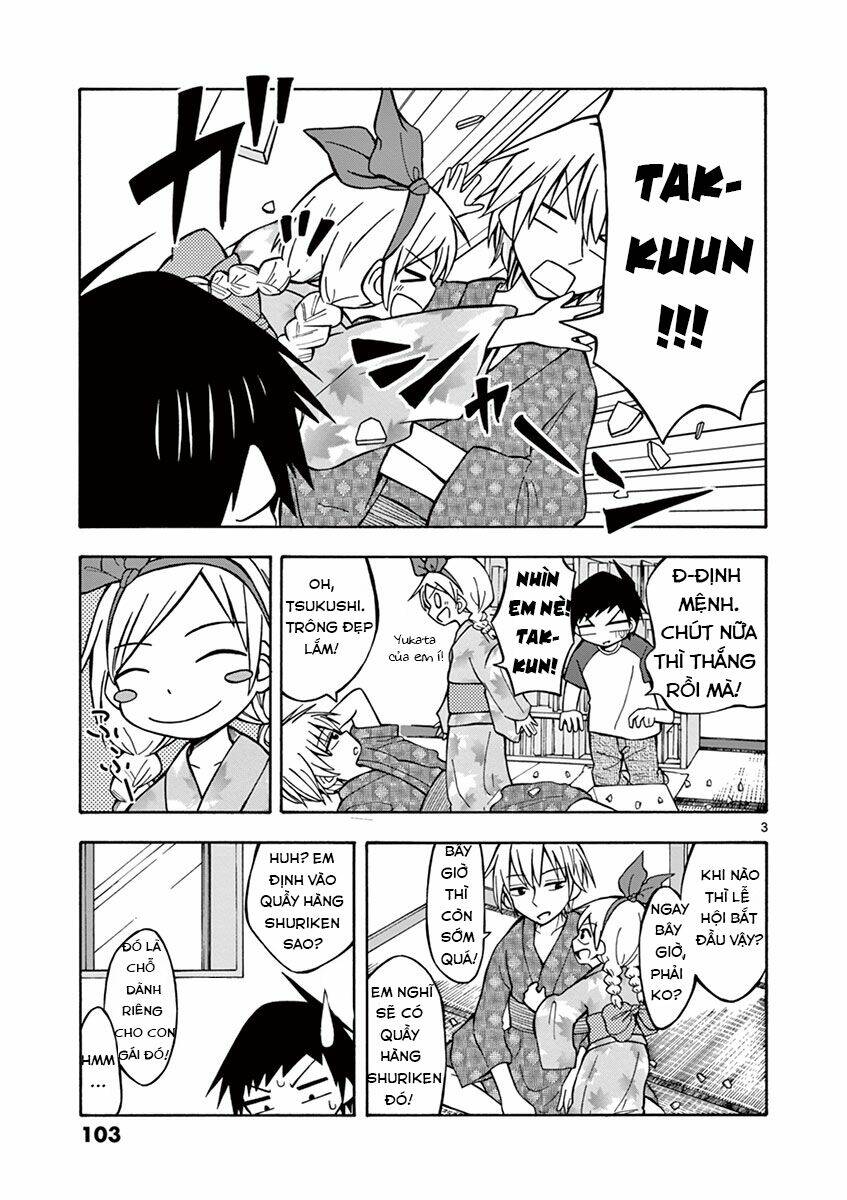 ガッ
TAK-
KUUN
!!!
Đ-ĐỊNH
MỆNH.
CHÚT NỮA
THÌ THẮNG
RỒI MÀ!
NHÌN
EM NÈ!
TAK-
KUN!
Yukata
của em í!
OH,
TSUKUSHI.
TRÔNG ĐẸP
LẮM!
3
KHI NÀO
THÌ LỄ
HỘI BẮT
ĐẦU VẬY?
NGAY
BÂY
GIỜ,
PHẢI
KO?
BÂY
GIỜ THÌ
CÒN
SỚM
QUÁ!
EM NGHĨ
SẼ CÓ
QUẦY
HÀNG
SHURIKEN
ĐÓ!
HUH? EM
ĐỊNH VÀO
QUẦY HÀNG
SHURIKEN
SAO?
ĐÓ LÀ
CHỖ
DÀNH
RIÊNG
CHO CON
GÁI ĐÓ!
HMM
...
103